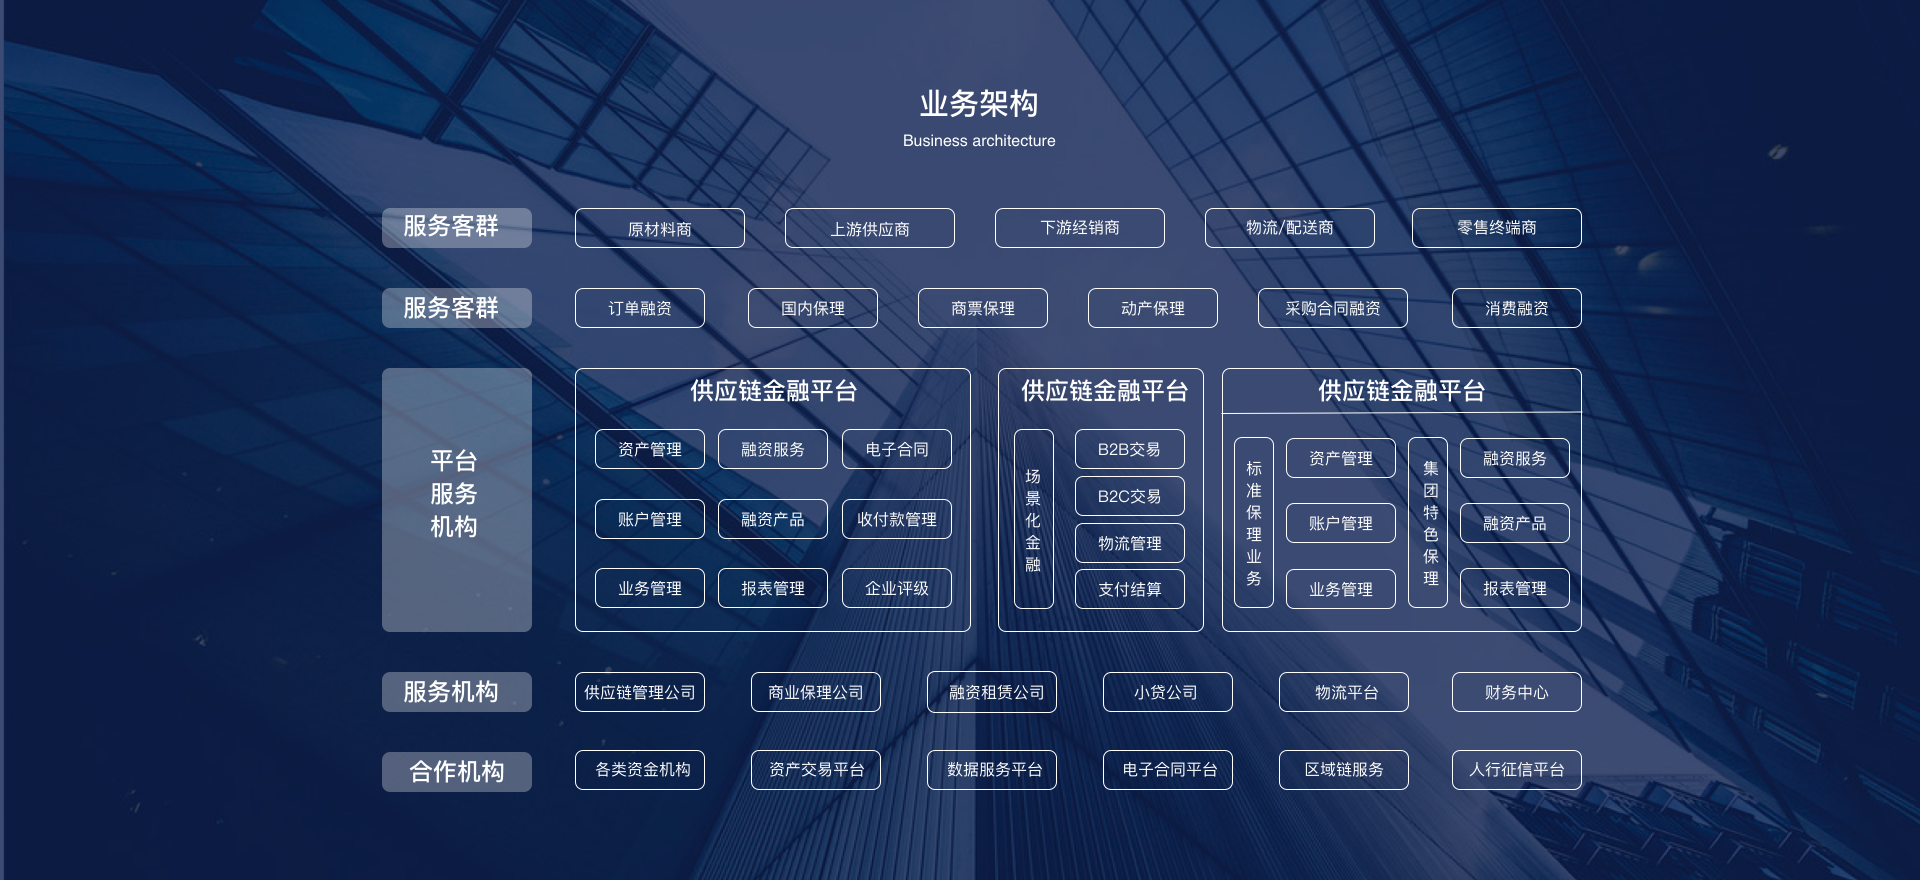 业务架构
Business architecture
服务客群
原材料商
上游供应商
下游经销商
物流/配送商
零售终端商
服务客群
订单融资
国内保理
商票保理
动产保理
采购合同融资
消费融资
平台
服务
机构
供应链金融平台
资产管理
融资服务
电子合同
账户管理
融资产品
收付款管理
业务管理
报表管理
企业评级
供应链金融平台
场景化金融
B2B交易
B2C交易
物流管理
支付结算
供应链金融平台
标准保理业务
资产管理
账户管理
业务管理
集团特色保理
融资服务
融资产品
报表管理
服务机构
供应链管理公司
商业保理公司
融资租赁公司
小贷公司
物流平台
财务中心
合作机构
各类资金机构
资产交易平台
数据服务平台
电子合同平台
区域链服务
人行征信平台